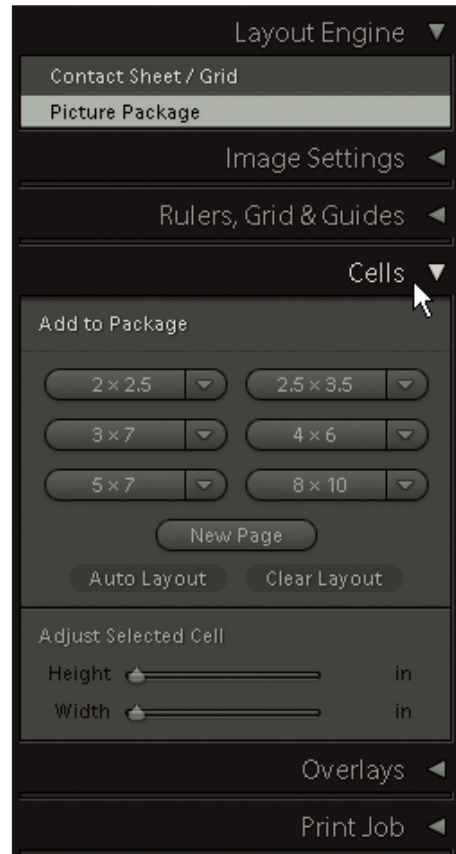 Layout Engine
Contact Sheet / Grid
Picture Package
Image Settings
Rulers, Grid & Guides
Cells
Add to Package
2 × 2.5 2.5 × 3.5
3 × 7 4 × 6
5 × 7 8 × 10
New Page
Auto Layout Clear Layout
Adjust Selected Cell
Height in
Width in
Overlays
Print Job